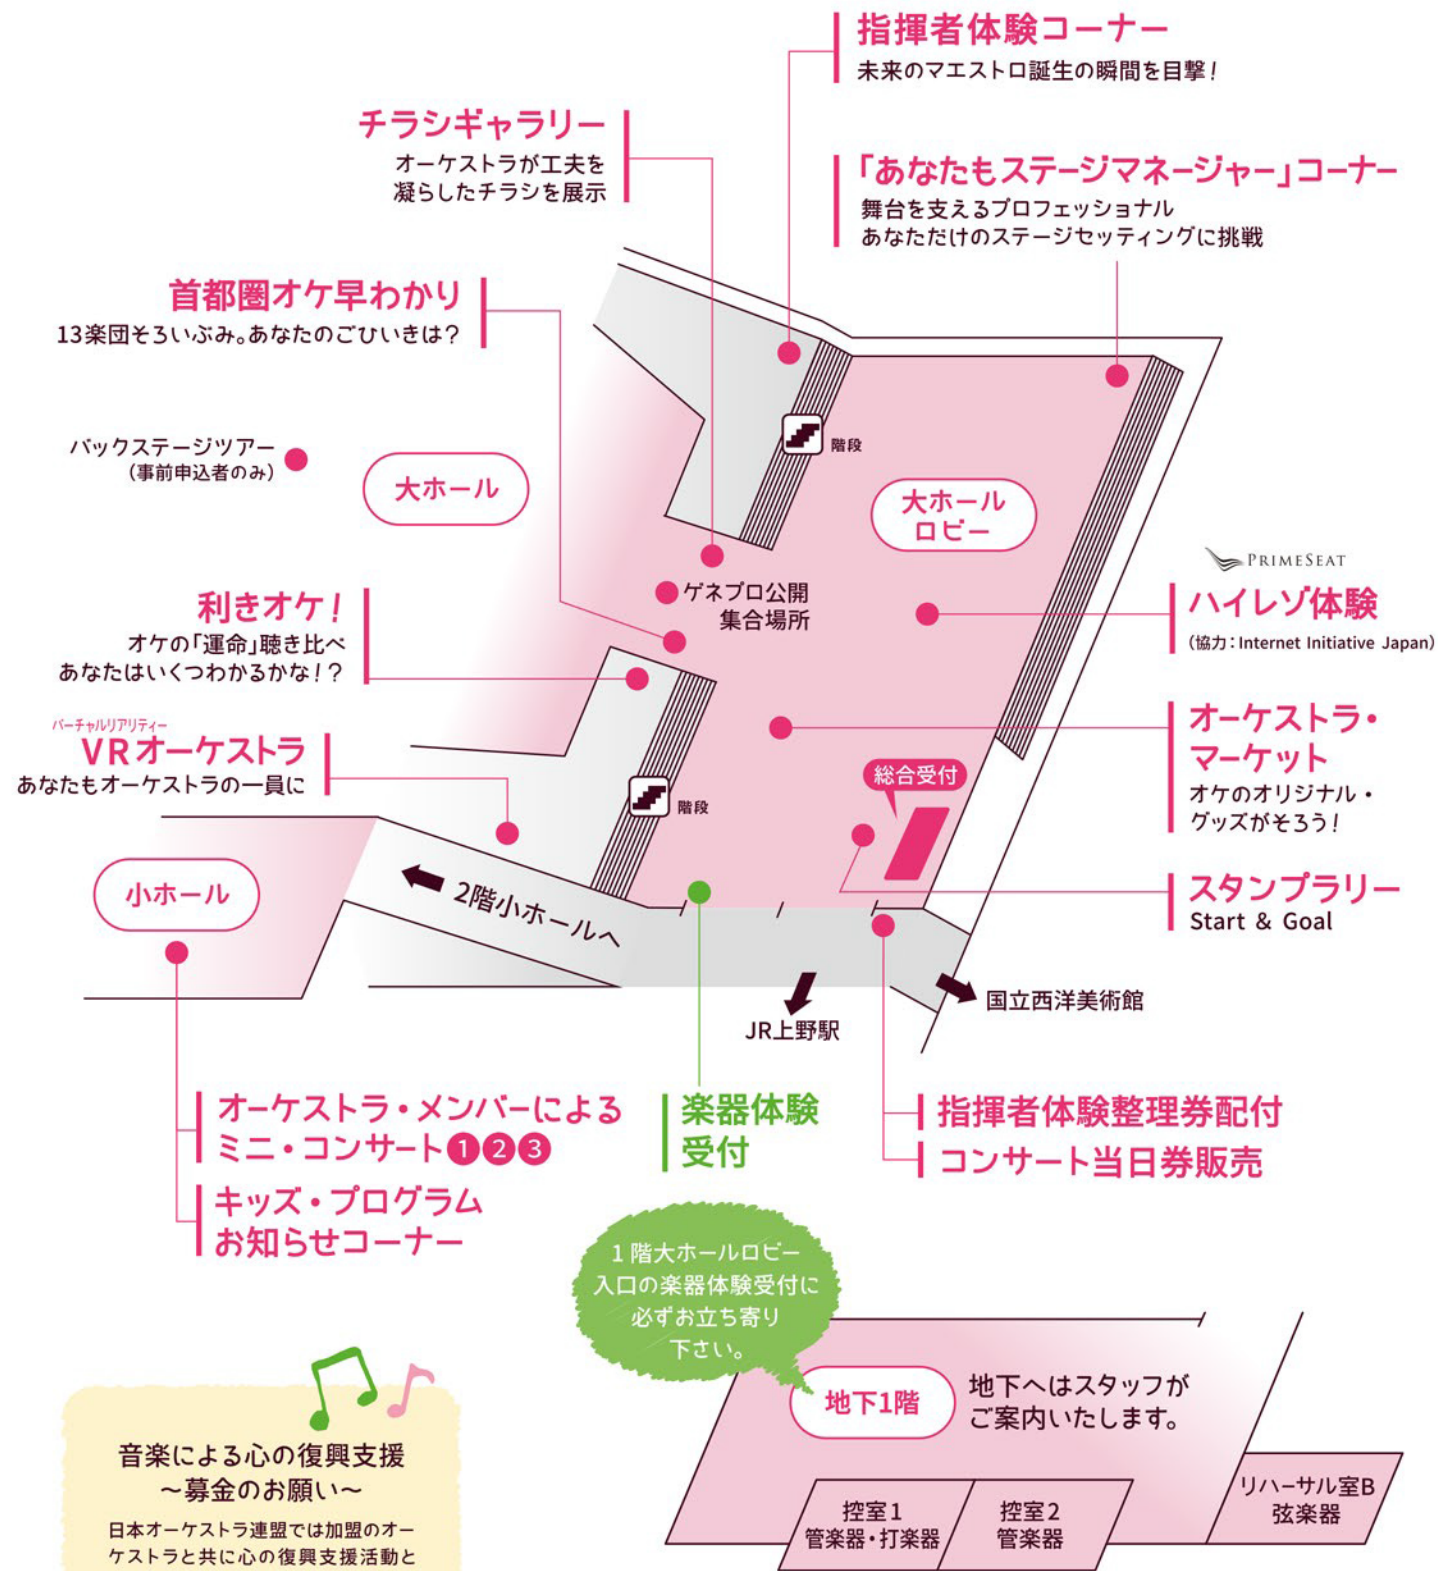 指揮者体験コーナー
未来のマエストロ誕生の瞬間を目撃！
チラシギャラリー
オーケストラが工夫を
凝らしたチラシを展示
「あなたもステージマネージャー」コーナー
舞台を支えるプロフェッショナル
あなただけのステージセッティングに挑戦
首都圏オケ早わかり
13楽団そろいぶみ。あなたのごひいきは？
バックステージツアー
（事前申込者のみ）
大ホール
階段
大ホール
ロビー
PRIMESEAT
ハイレゾ体験
（協力：Internet Initiative Japan）
ゲネプロ公開
集合場所
利きオケ！
オケの「運命」聴き比べ
あなたはいくつわかるかな！？
バーチャルリアリティー
VRオーケストラ
あなたもオーケストラの一員に
オーケストラ・
マーケット
オケのオリジナル・
グッズがそろう！
総合受付
階段
小ホール
2階小ホールへ
スタンプラリー
Start & Goal
国立西洋美術館
JR上野駅
オーケストラ・メンバーによる
ミニ・コンサート❶❷❸
キッズ・プログラム
お知らせコーナー
楽器体験
受付
指揮者体験整理券配付
コンサート当日券販売
1階大ホールロビー
入口の楽器体験受付に
必ずお立ち寄り
下さい。
地下1階
地下へはスタッフが
ご案内いたします。
控室1
管楽器・打楽器
控室2
管楽器
リハーサル室B
弦楽器
音楽による心の復興支援
～募金のお願い～
日本オーケストラ連盟では加盟のオー
ケストラと共に心の復興支援活動と